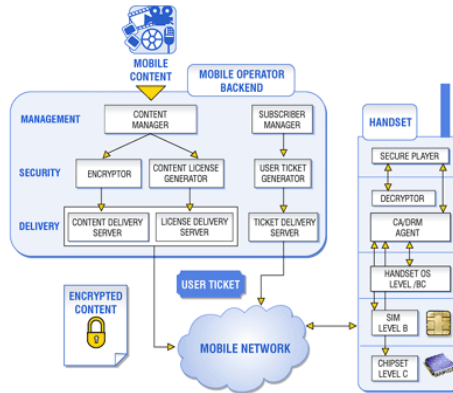 MOBILE
CONTENT
MOBILE OPERATOR
BACKEND
MANAGEMENT
CONTENT
MANAGER
SUBSCRIBER
MANAGER
SECURITY
ENCRYPTOR
CONTENT LICENSE
GENERATOR
USER TICKET
GENERATOR
DELIVERY
CONTENT DELIVERY
SERVER
LICENSE DELIVERY
SERVER
TICKET DELIVERY
SERVER
USER TICKET
ENCRYPTED
CONTENT
MOBILE NETWORK
HANDSET
SECURE PLAYER
DECRYPTOR
CA/DRM
AGENT
HANDSET OS
LEVEL /BC
SIM
LEVEL B
CHIPSET
LEVEL C